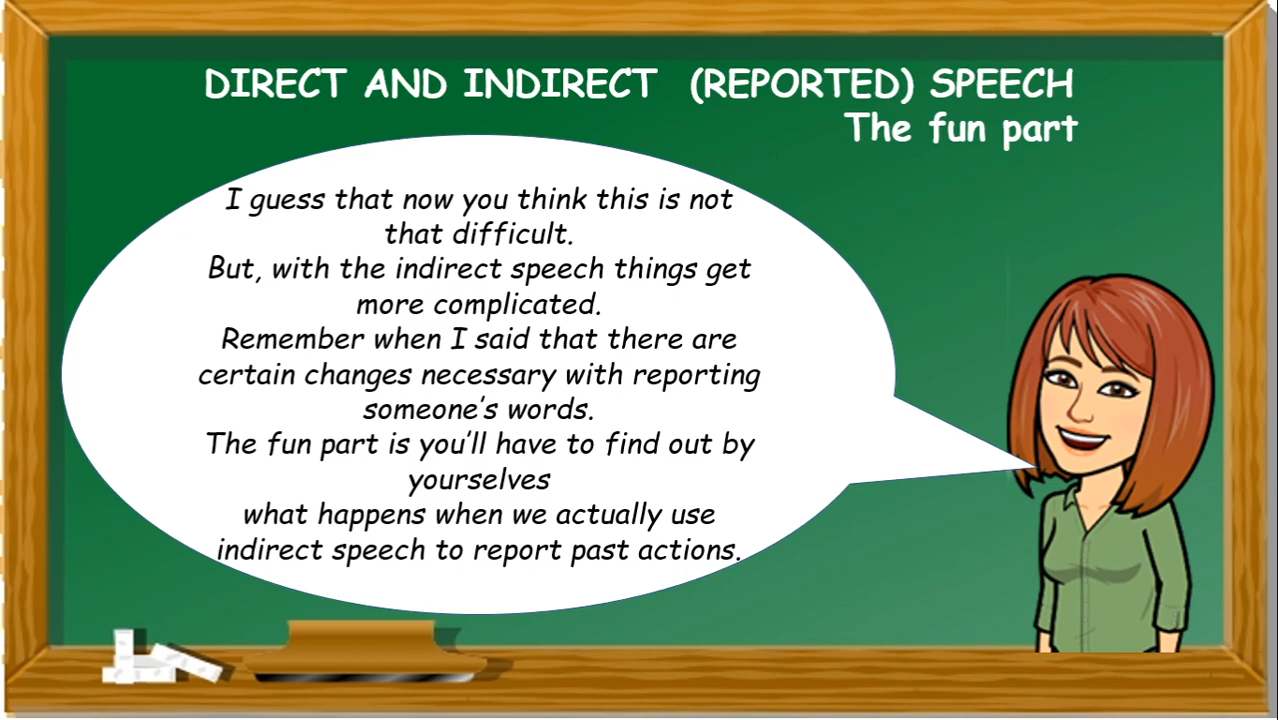 DIRECT AND INDIRECT (REPORTED) SPEECH
The fun part
I guess that now you think this is not
that difficult.
But, with the indirect speech things get
more complicated.
Remember when I said that there are
certain changes necessary with reporting
someone's words.
The fun part is you'll have to find out by
yourselves
what happens when we actually use
indirect speech to report past actions.